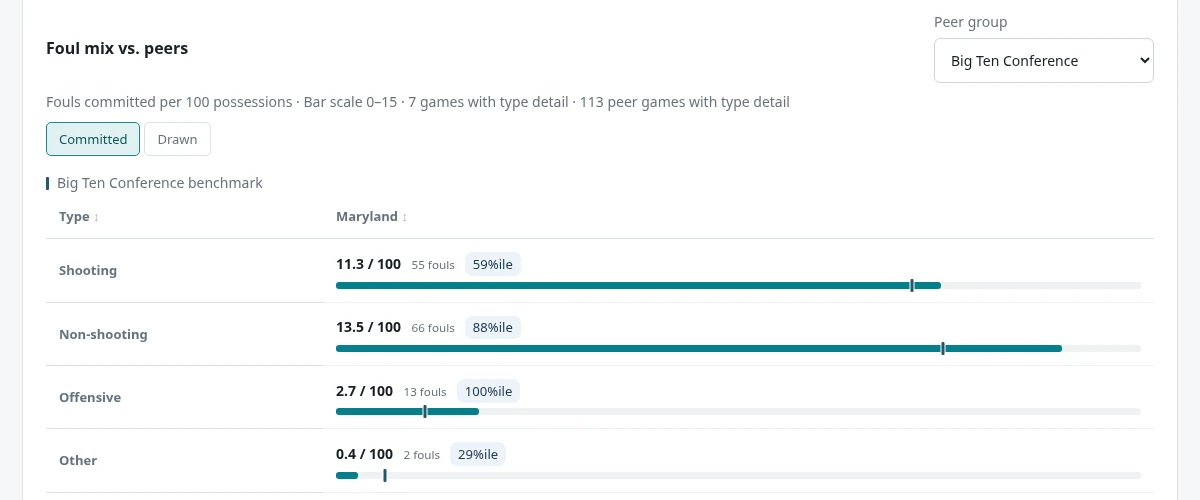 Peer group
Foul mix vs. peers
Big Ten Conference
Fouls committed per 100 possessions · Bar scale 0–15 · 7 games with type detail · 113 peer games with type detail
Committed Drawn
Big Ten Conference benchmark
Type ↕ Maryland ↕
Shooting 11.3 / 100 55 fouls 59%ile
Non-shooting 13.5 / 100 66 fouls 88%ile
Offensive 2.7 / 100 13 fouls 100%ile
Other 0.4 / 100 2 fouls 29%ile